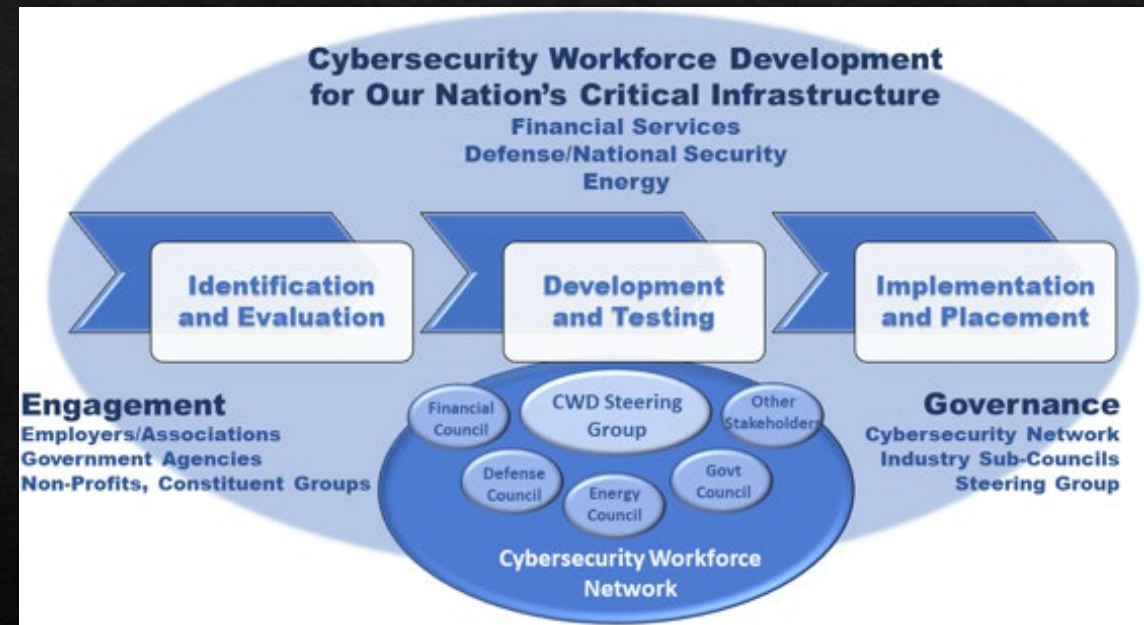 Cybersecurity Workforce Development
for Our Nation's Critical Infrastructure
Financial Services
Defense/National Security
Energy
Identification
and Evaluation
Development
and Testing
Implementation
and Placement
Engagement
Employers/Associations
Government Agencies
Non-Profits, Constituent Groups
Financial
Council
CWD Steering
Group
Other
Stakeholders
Defense
Council
Energy
Council
Govt
Council
Cybersecurity Workforce
Network
Governance
Cybersecurity Network
Industry Sub-Councils
Steering Group